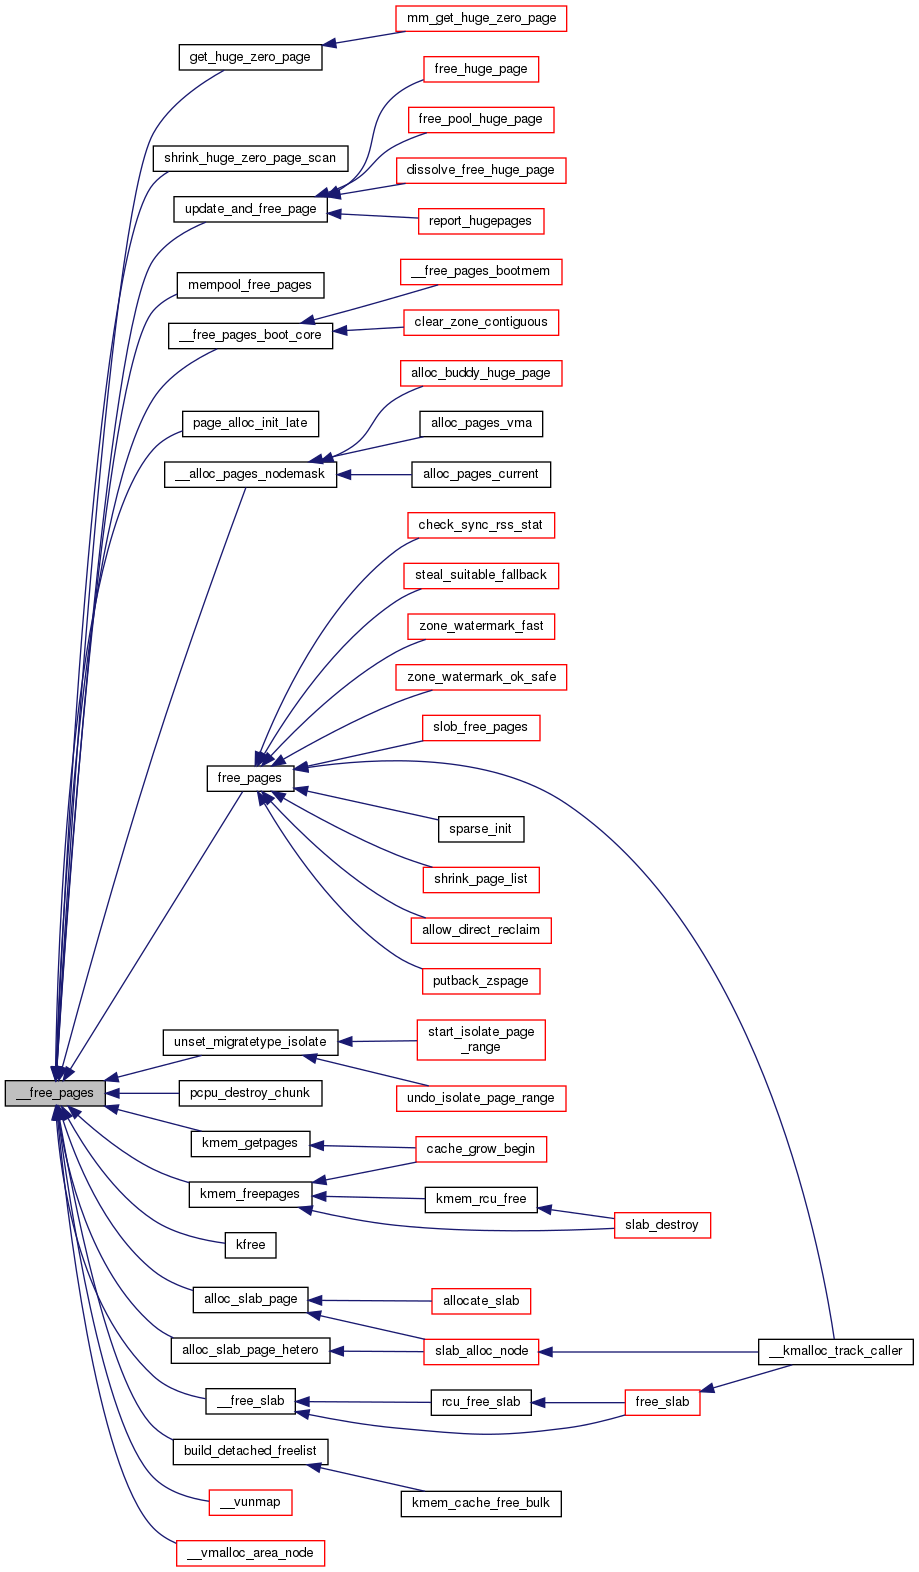 mm_get_huge_zero_page
get_huge_zero_page
free_huge_page
free_pool_huge_page
shrink_huge_zero_page_scan
dissolve_free_huge_page
update_and_free_page
report_hugepages
__free_pages_bootmem
mempool_free_pages
clear_zone_contiguous
__free_pages_boot_core
alloc_buddy_huge_page
page_alloc_init_late
alloc_pages_vma
__alloc_pages_nodemask
alloc_pages_current
check_sync_rss_stat
steal_suitable_fallback
zone_watermark_fast
zone_watermark_ok_safe
slob_free_pages
free_pages
sparse_init
shrink_page_list
allow_direct_reclaim
putback_zspage
start_isolate_page
_range
unset_migratetype_isolate
__free_pages
pcpu_destroy_chunk
undo_isolate_page_range
kmem_getpages
cache_grow_begin
kmem_freepages
kmem_rcu_free
slab_destroy
kfree
alloc_slab_page
allocate_slab
alloc_slab_page_hetero
slab_alloc_node
__kmalloc_track_caller
__free_slab
rcu_free_slab
free_slab
build_detached_freelist
__vunmap
kmem_cache_free_bulk
__vmalloc_area_node